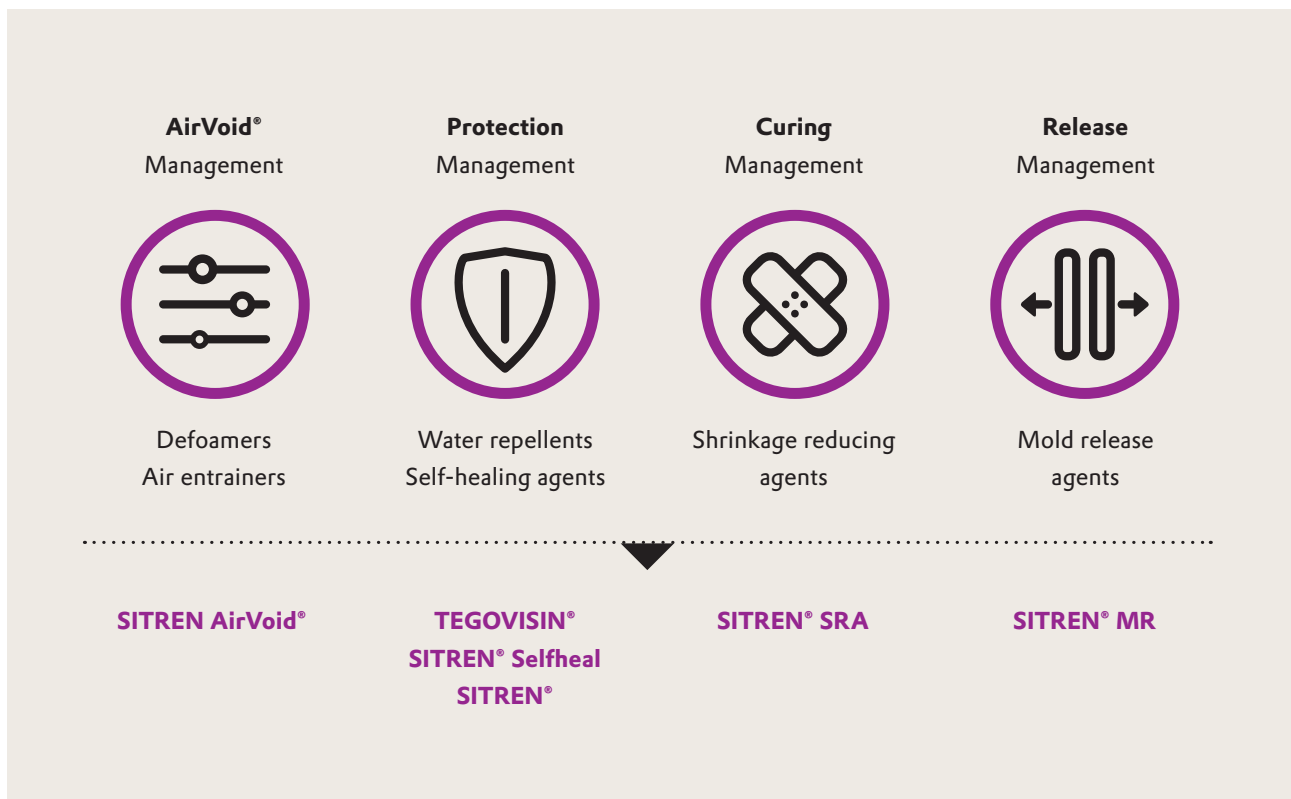 AirVoid®
Management
Defoamers
Air entrainers
Protection
Management
Water repellents
Self-healing agents
Curing
Management
Shrinkage reducing
agents
Release
Management
Mold release
agents
SITREN AirVoid®
TEGOVISIN®
SITREN® Selfheal
SITREN®
SITREN® SRA
SITREN® MR